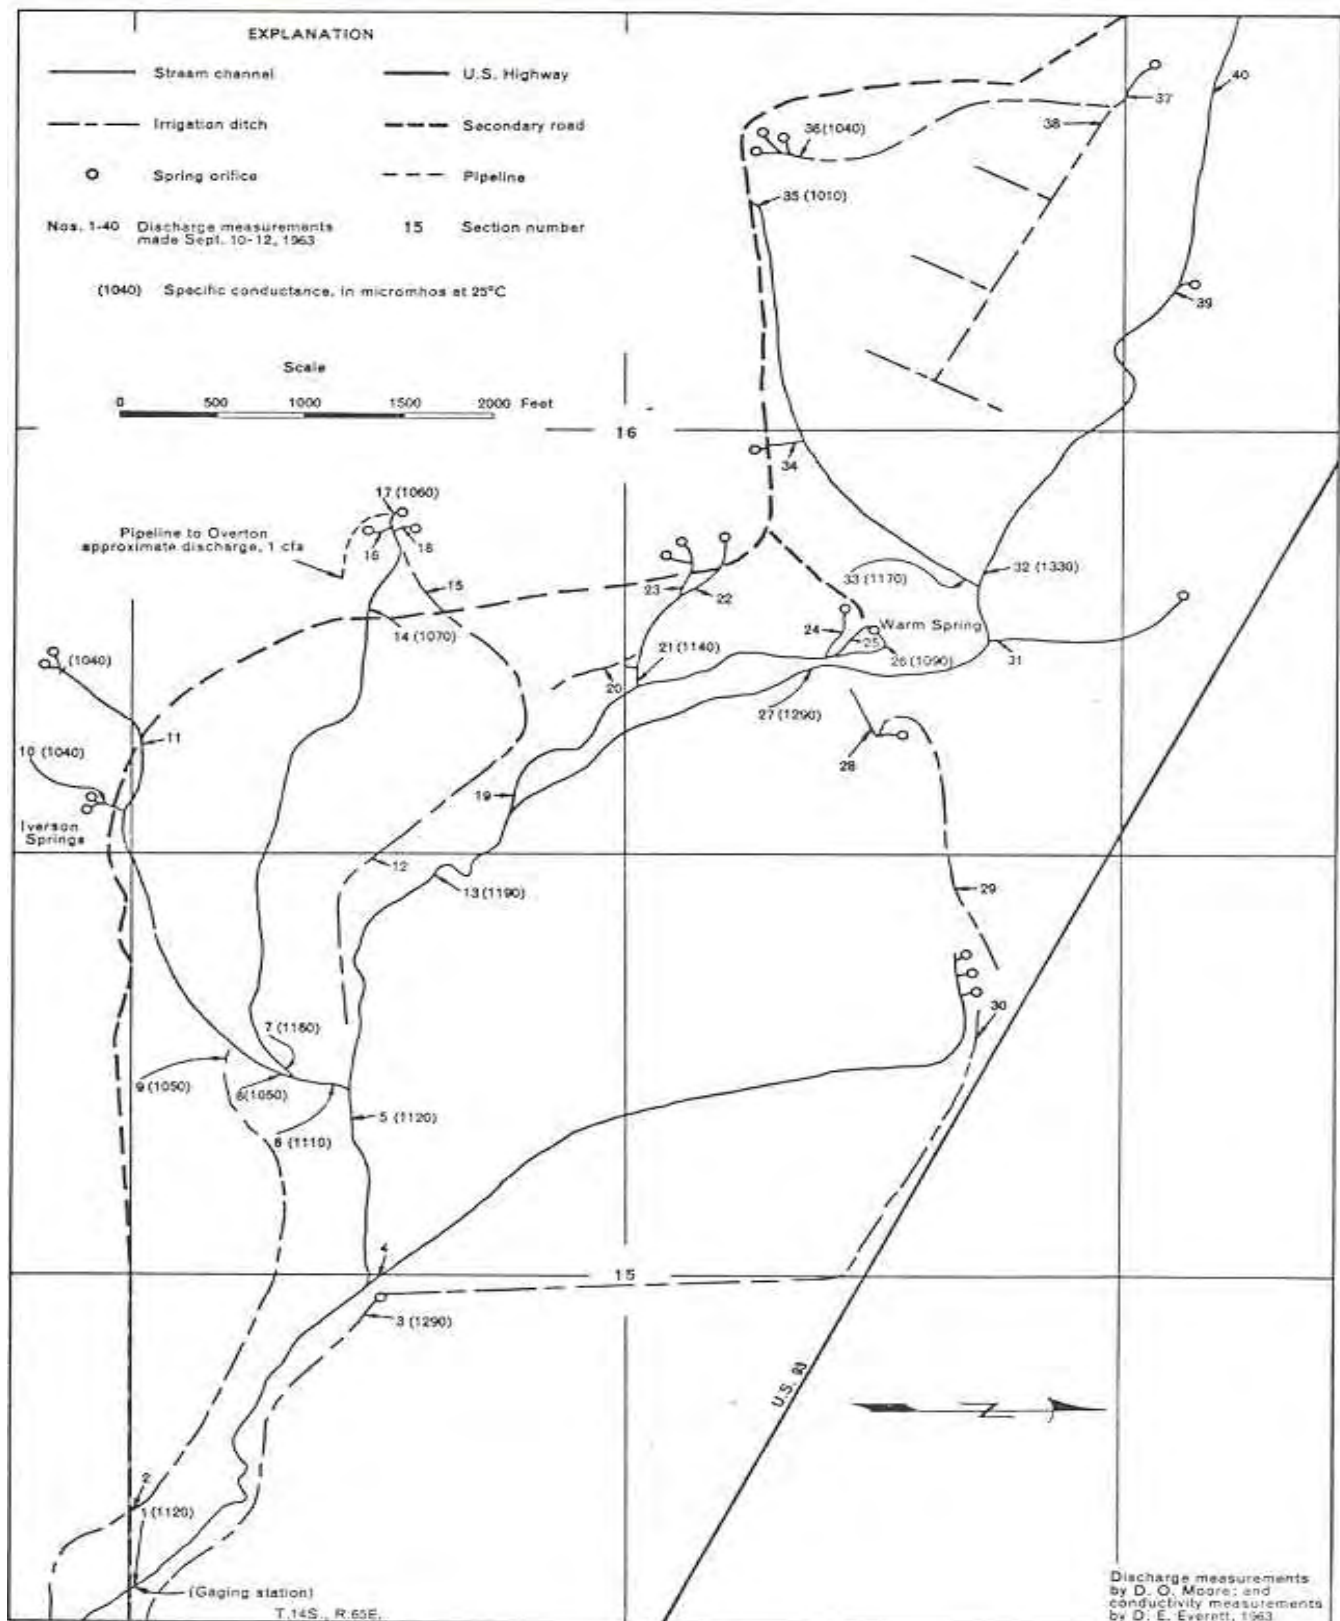 EXPLANATION
Stream channel
U.S. Highway
Irrigation ditch
Secondary road
Spring orifice
Pipeline
Nos. 1-40 Discharge measurements
made Sept. 10-12, 1963
15 Section number
(1040) Specific conductance, in micromhos at 25°C
Scale
0 500 1000 1500 2000 Feet
40
37
38
36 (1040)
35 (1010)
39
16
34
17 (1060)
Pipeline to Overton
approximate discharge, 1 cfs
16
18
15
33 (1170)
32 (1330)
23
22
14 (1070)
24
Warm Spring
25
26 (1090)
31
21 (1140)
20
(1040)
27 (1290)
11
10 (1040)
28
19
Iverson
Springs
12
13 (1190)
29
30
7 (1160)
9 (1050)
8(1050)
5 (1120)
6 (1110)
4
15
3 (1290)
U.S. 93
N
2
1 (1120)
(Gaging station)
T.14S., R.65E.
Discharge measurements
by D. O. Moore; and
conductivity measurements
by D. E. Everett, 1963